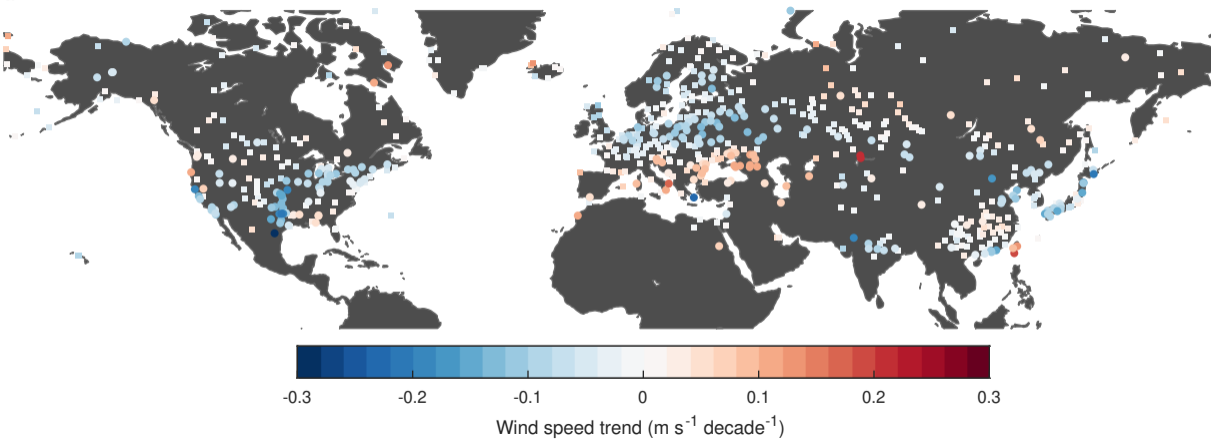 -0.3 -0.2 -0.1 0 0.1 0.2 0.3
Wind speed trend (m s⁻¹ decade⁻¹)